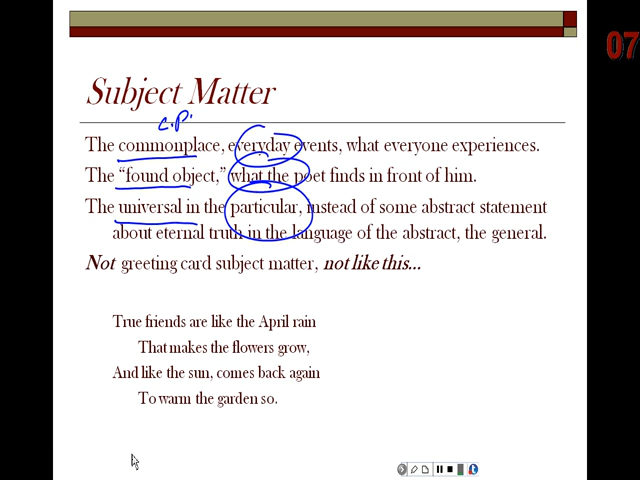 07
Subject Matter
c.p.
The commonplace, everyday events, what everyone experiences.
The “found object,” what the poet finds in front of him.
The universal in the particular, instead of some abstract statement
about eternal truth in the language of the abstract, the general.
Not greeting card subject matter, not like this...
True friends are like the April rain
That makes the flowers grow,
And like the sun, comes back again
To warm the garden so.